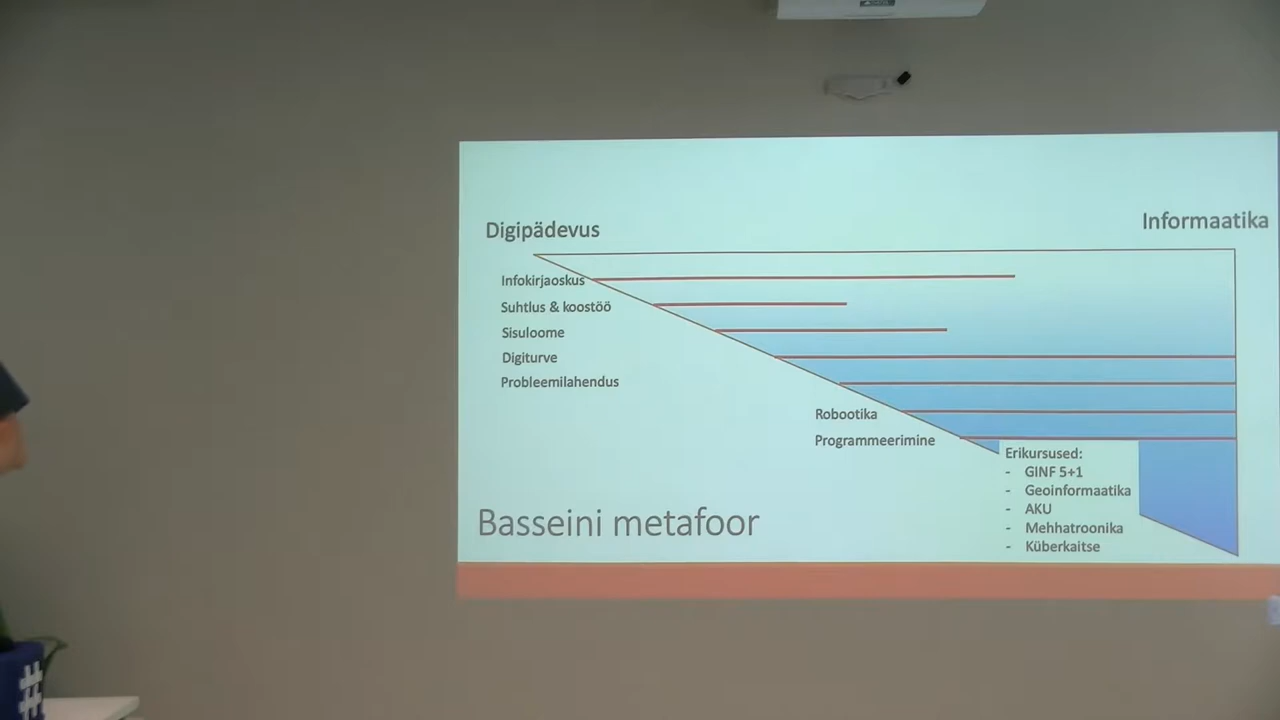 Digipädevus
Informaatika
Infokirjaoskus
Suhtlus & koostöö
Sisuloome
Digiturve
Probleemilahendus
Robootika
Programmeerimine
Erikursused:
- GINF 5+1
- Geoinformaatika
- AKU
- Mehhatroonika
- Küberkaitse
Basseini metafoor
#